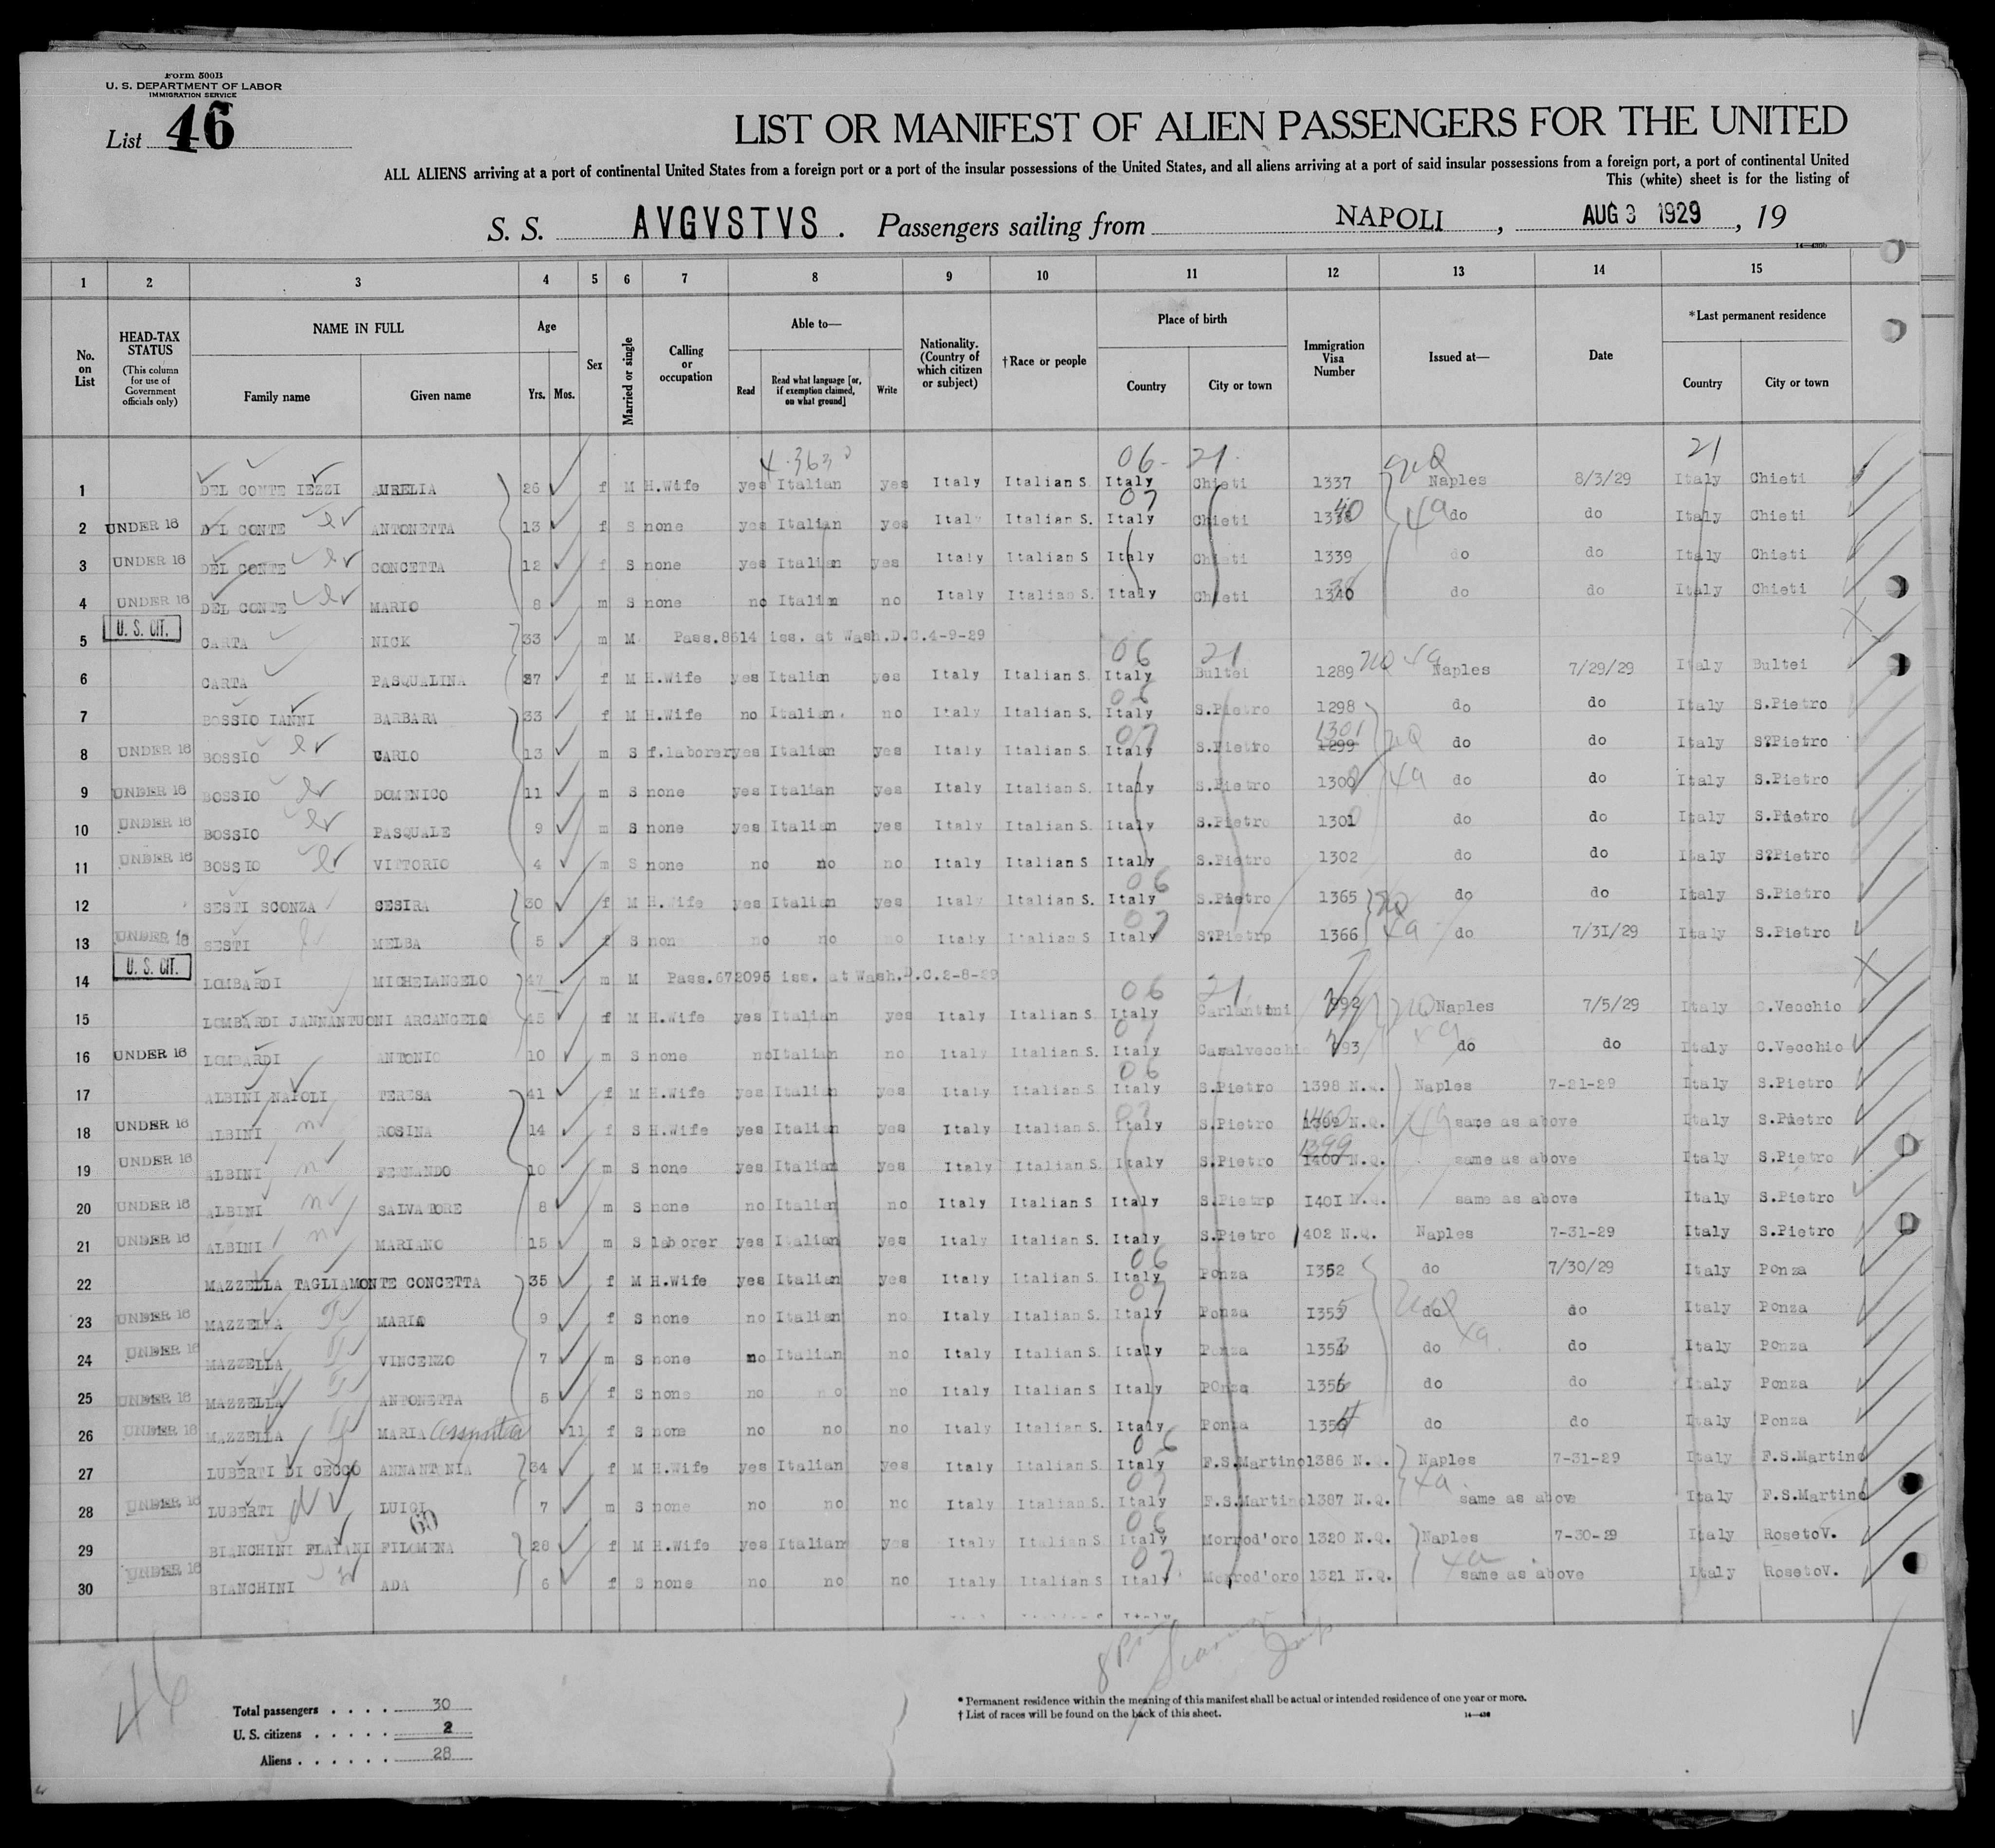 Form 500B
U. S. DEPARTMENT OF LABOR
IMMIGRATION SERVICE
List 46
LIST OR MANIFEST OF ALIEN PASSENGERS FOR THE UNITED
ALL ALIENS arriving at a port of continental United States from a foreign port or a port of the insular possessions of the United States, and all aliens arriving at a port of said insular possessions from a foreign port, a port of continental United
This (white) sheet is for the listing of
S. S. AVGVSTVS. Passengers sailing from NAPOLI, AUG 3 1929, 19
1 2 3 4 5 6 7 8 9 10 11 12 13 14 15
No. on List
HEAD-TAX STATUS (This column for use of Government officials only)
NAME IN FULL Family name Given name
Age Yrs. Mos.
Sex
Married or single
Calling or occupation
Able to— Read Read what language [or, if exemption claimed, on what ground] Write
Nationality. (Country of which citizen or subject)
†Race or people
Place of birth Country City or town
Immigration Visa Number
Issued at—
Date
*Last permanent residence Country City or town
4-363 06- 21- 21
1 DEL CONTE IEZZI AURELIA 26 f M H.Wife yes Italian yes Italy Italian S Italy Chieti 1337 Naples 8/3/29 Italy Chieti
2 UNDER 16 DEL CONTE ANTONETTA 13 f S none yes Italian yes Italy Italian S. Italy Chieti do do Italy Chieti
3 UNDER 16 DEL CONTE CONCETTA 12 f S none yes Italian yes Italy Italian S Italy Chieti 1339 do do Italy Chieti
4 UNDER 16 DEL CONTE MARIO 8 m S none no Italin no Italy Italian S. Italy Chieti do do Italy Chieti
5 U. S. CIT. CARTA NICK 33 m M Pass.8614 iss. at Wash.D.C.4-9-29
6 CARTA PASQUALINA 37 f M H.Wife yes Italian yes Italy Italian S. Italy Bultei 1289 Naples 7/29/29 Italy Bultei
7 BOSSIO IANNI BARBARA 33 f M H.Wife no Italian. no Italy Italian S. Italy S.Pietro 1298 do do Italy S.Pietro
8 UNDER 16 BOSSIO CARLO 13 m S f.laborer yes Italian yes Italy Italian S. Italy S.Pietro 1301 1299 do do Italy S?Pietro
9 UNDER 16 BOSSIO DOMENICO 11 m S none yes Italian yes Italy Italian S. Italy S.Pietro 1300 do do Italy S.Pietro
10 UNDER 16 BOSSIO PASQUALE 9 m S none yes Italian yes Italy Italian S. Italy S.Pietro 1301 do do Italy S.Pietro
11 UNDER 16 BOSSIO VITTORIO 4 m S none no no no Italy Italian S Italy S.Pietro 1302 do do Italy S?Pietro
12 SESTI SCONZA CESIRA 30 f M H.Wife yes Italian yes Italy Italian S. Italy S.Pietro 1365 do do Italy S.Pietro
13 UNDER 16 SESTI MELBA 5 f S non no no no Italy Italian S Italy S?Pietro 1366 do 7/31/29 Italy S.Pietro
14 U. S. CIT. LOMBARDI MICHELANGELO 47 m M Pass.672095 iss. at Wash.D.C.2-8-29
15 LOMBARDI JANNANTUONI ARCANGELO 45 f M H.Wife yes Italian yes Italy Italian S Italy Carlantini 992 Naples 7/5/29 Italy C.Vecchio
16 UNDER 16 LOMBARDI ANTONIO 10 m S none no Italian no Italy Italian S. Italy Casalvecchi 993 do do Italy C.Vecchio
17 ALBINI NAPOLI TERESA 41 f M H.Wife yes Italian yes Italy Italian S Italy S.Pietro 1398 N.Q. Naples 7-21-29 Italy S.Pietro
18 UNDER 16 ALBINI ROSINA 14 f S H.Wife yes Italian yes Italy Italian S. Italy S.Pietro 1400 N.Q. same as above Italy S.Pietro
19 UNDER 16 ALBINI FERNANDO 10 m S none yes Italian yes Italy Italian S Italy S.Pietro 1399 1400 N.Q. same as above Italy S.Pietro
20 UNDER 16 ALBINI SALVATORE 8 m S none no Italian no Italy Italian S Italy S.Pietro I40I N.Q. same as above Italy S.Pietro
21 UNDER 16 ALBINI MARIANO 15 m S laborer yes Italian yes Italy Italian S. Italy S.Pietro 1402 N.Q. Naples 7-31-29 Italy S.Pietro
22 MAZZELLA TAGLIAMONTE CONCETTA 35 f M H.Wife yes Italian yes Italy Italian S. Italy Ponza I352 do 7/30/29 Italy Ponza
23 UNDER 16 MAZZELLA MARIA 9 f S none no Italian no Italy Italian S. Italy Ponza I355 do do Italy Ponza
24 UNDER 16 MAZZELLA VINCENZO 7 m S none no Italian no Italy Italian S. Italy Ponza 1353 do do Italy Ponza
25 UNDER 16 MAZZELLA ANTONETTA 5 f S none no no no Italy Italian S Italy POnza 1356 do do Italy Ponza
26 UNDER 16 MAZZELLA MARIA Assunta 11 f S none no no no Italy Italian S. Italy Ponza 1354 do do Italy Ponza
27 LUBERTI DI CECCO ANNANTONIA 34 f M H.Wife yes Italian yes Italy Italian S Italy F.S.Martino 1386 N.Q. Naples 7-31-29 Italy F.S.Martino
28 UNDER 16 LUBERTI LUIGI 7 m S none no no no Italy Italian S. Italy F.S.Martino 1387 N.Q. same as above Italy F.S.Martino
29 BIANCHINI FLAIANI FILOMENA 28 f M H.Wife yes Italian yes Italy Italian S Italy Morrod'oro 1320 N.Q. Naples 7-30-29 Italy RosetoV.
30 UNDER 16 BIANCHINI ADA 6 f S none no no no Italy Italian S Italy Morrod'oro 1321 N.Q. same as above Italy RosetoV.
46
Total passengers . . . . 30
U. S. citizens . . . . . 2
Aliens . . . . . . 28
* Permanent residence within the meaning of this manifest shall be actual or intended residence of one year or more.
† List of races will be found on the back of this sheet.